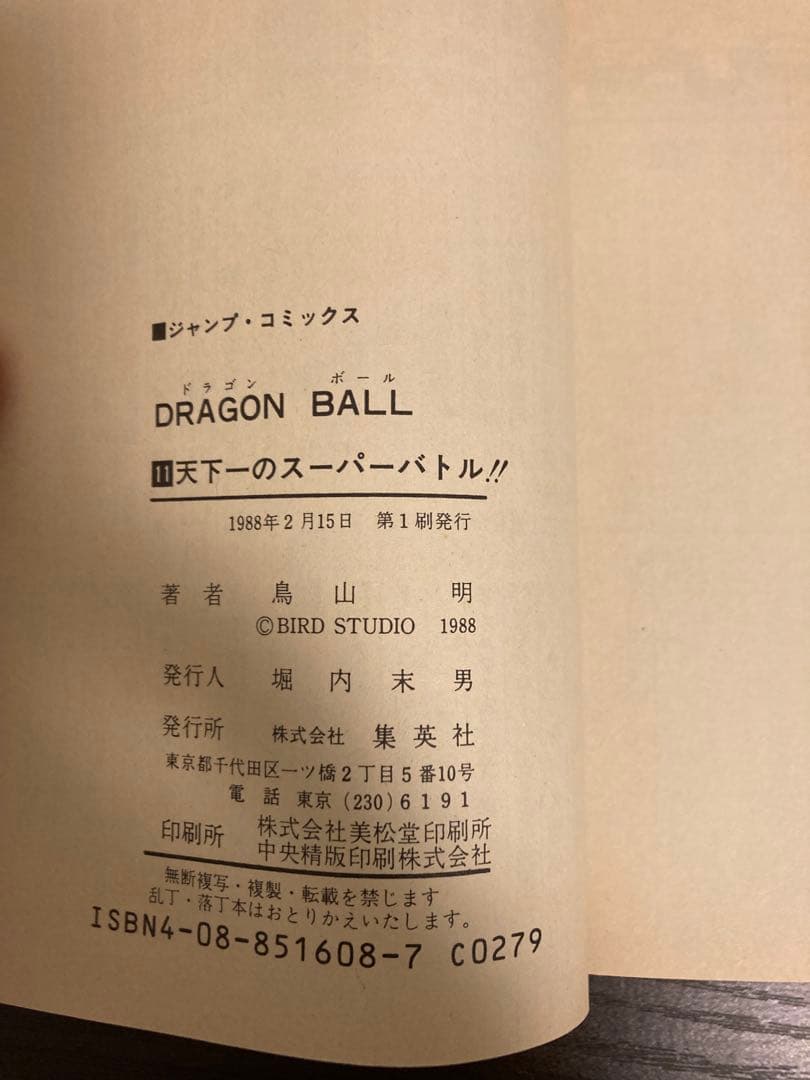 ■ジャンプ・コミックス
ドラゴン ボール
DRAGON BALL
11天下一のスーパーバトル!!
1988年2月15日 第1刷発行
著者 鳥山 明
©BIRD STUDIO 1988
発行人 堀内末男
発行所 株式会社 集英社
東京都千代田区一ツ橋2丁目5番10号
電話 東京(230)6191
印刷所 株式会社美松堂印刷所
中央精版印刷株式会社
無断複写・複製・転載を禁じます
乱丁・落丁本はおとりかえいたします。
ISBN4-08-851608-7 C0279